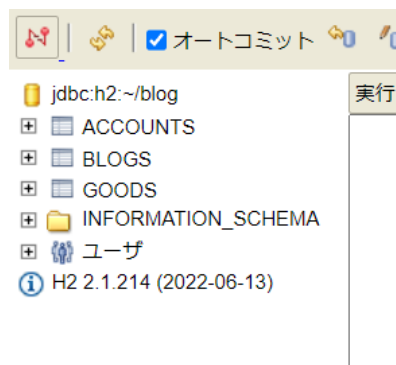 オートコミット
jdbc:h2:~/blog
実行
ACCOUNTS
BLOGS
GOODS
INFORMATION_SCHEMA
ユーザ
H2 2.1.214 (2022-06-13)